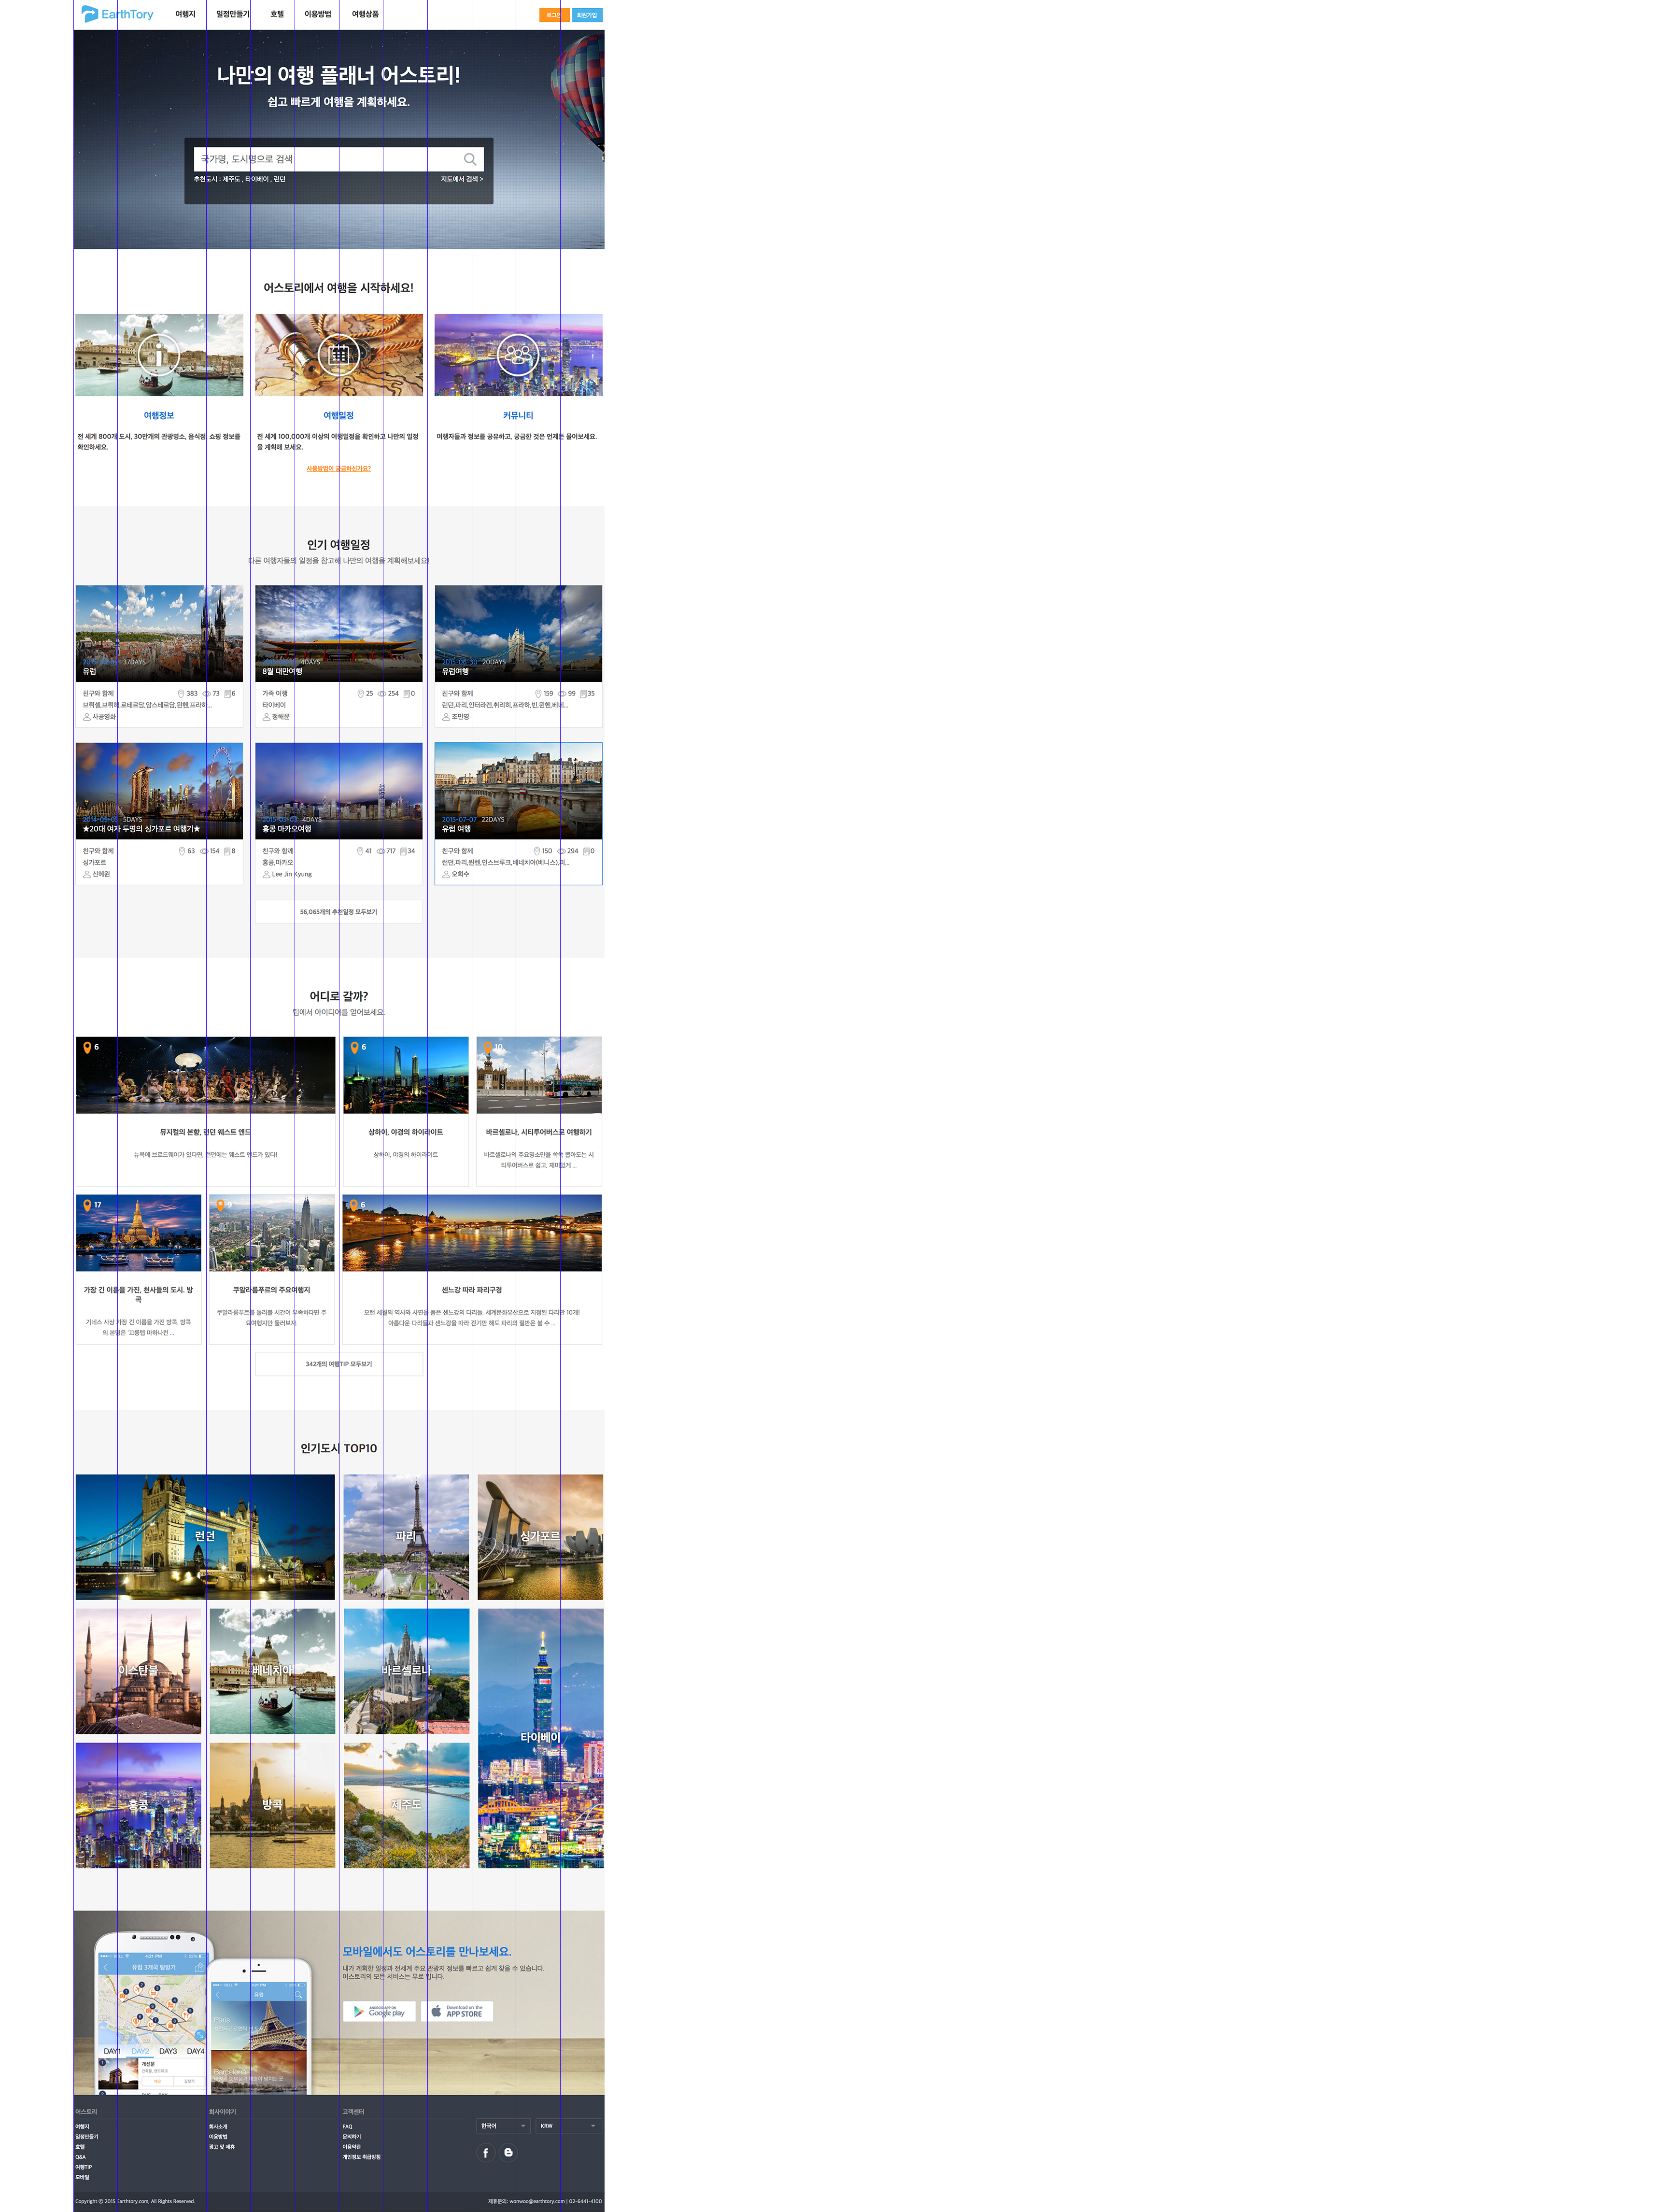 EarthTory
여행지 일정만들기 호텔 이용방법 여행상품
로그인 회원가입
나만의 여행 플래너 어스토리!
쉽고 빠르게 여행을 계획하세요.
국가명, 도시명으로 검색
추천도시 : 제주도 , 타이베이 , 런던
지도에서 검색 >
어스토리에서 여행을 시작하세요!
여행정보
전 세계 800개 도시, 30만개의 관광명소, 음식점, 쇼핑 정보를
확인하세요.
여행일정
전 세계 100,000개 이상의 여행일정을 확인하고 나만의 일정
을 계획해 보세요.
사용방법이 궁금하신가요?
커뮤니티
여행자들과 정보를 공유하고, 궁금한 것은 언제든 물어보세요.
인기 여행일정
다른 여행자들의 일정을 참고해 나만의 여행을 계획해보세요!
37DAYS
유럽
친구와 함께 383 73 6
브뤼셀,브뤼헤,로테르담,암스테르담,뮌헨,프라하...
사공영화
4DAYS
8월 대만여행
가족 여행 25 254 0
타이베이
정해윤
2015-06-30 20DAYS
유럽여행
친구와 함께 159 99 35
런던,파리,인터라켄,취리히,프라하,빈,뮌헨,베네...
조민영
2014-09-05 5DAYS
★20대 여자 두명의 싱가포르 여행기★
친구와 함께 63 154 8
싱가포르
신혜원
2015-03-03 4DAYS
홍콩 마카오여행
친구와 함께 41 717 34
홍콩,마카오
Lee Jin Kyung
2015-07-07 22DAYS
유럽 여행
친구와 함께 150 294 0
런던,파리,뮌헨,인스브루크,베네치아(베니스),피...
오희수
56,065개의 추천일정 모두보기
어디로 갈까?
팁에서 아이디어를 얻어보세요.
6
뮤지컬의 본향, 런던 웨스트 엔드
뉴욕에 브로드웨이가 있다면, 런던에는 웨스트 엔드가 있다!
6
상하이, 야경의 하이라이트
상하이, 야경의 하이라이트
10
바르셀로나, 시티투어버스로 여행하기
바르셀로나의 주요명소만을 쏙쏙 뽑아도는 시
티투어버스로 쉽고, 재미있게 ...
17
가장 긴 이름을 가진, 천사들의 도시. 방
콕
기네스 사상 가장 긴 이름을 가진 방콕. 방콕
의 본명은 '끄룽텝 마하나컨 ...
9
쿠알라룸푸르의 주요여행지
쿠알라룸푸르를 둘러볼 시간이 부족하다면 주
요여행지만 둘러보자.
6
센느강 따라 파리구경
오랜 세월의 역사와 사연을 품은 센느강의 다리들. 세계문화유산으로 지정된 다리만 10개!
아름다운 다리들과 센느강을 따라 걷기만 해도 파리의 절반은 볼 수 ...
342개의 여행TIP 모두보기
인기도시 TOP10
런던
파리
싱가포르
이스탄불
베네치아
바르셀로나
타이베이
홍콩
방콕
제주도
4:21 PM 22%
유럽 3개국 탐방기
DAY1 DAY2 DAY3 DAY4
개선문
4:21 PM
유럽
Paris
Barcelona
모바일에서도 어스토리를 만나보세요.
내가 계획한 일정과 전세계 주요 관광지 정보를 빠르고 쉽게 찾을 수 있습니다.
어스토리의 모든 서비스는 무료 입니다.
ANDROID APP ON
Google play
Download on the
APP STORE
어스토리
여행지
일정만들기
호텔
Q&A
여행TIP
모바일
회사이야기
회사소개
이용방법
광고 및 제휴
고객센터
FAQ
문의하기
이용약관
개인정보 취급방침
한국어 KRW
Copyright ⓒ 2015 Earthtory.com, All Rights Reserved.
제휴문의: wonwoo@earthtory.com | 02-6441-4100